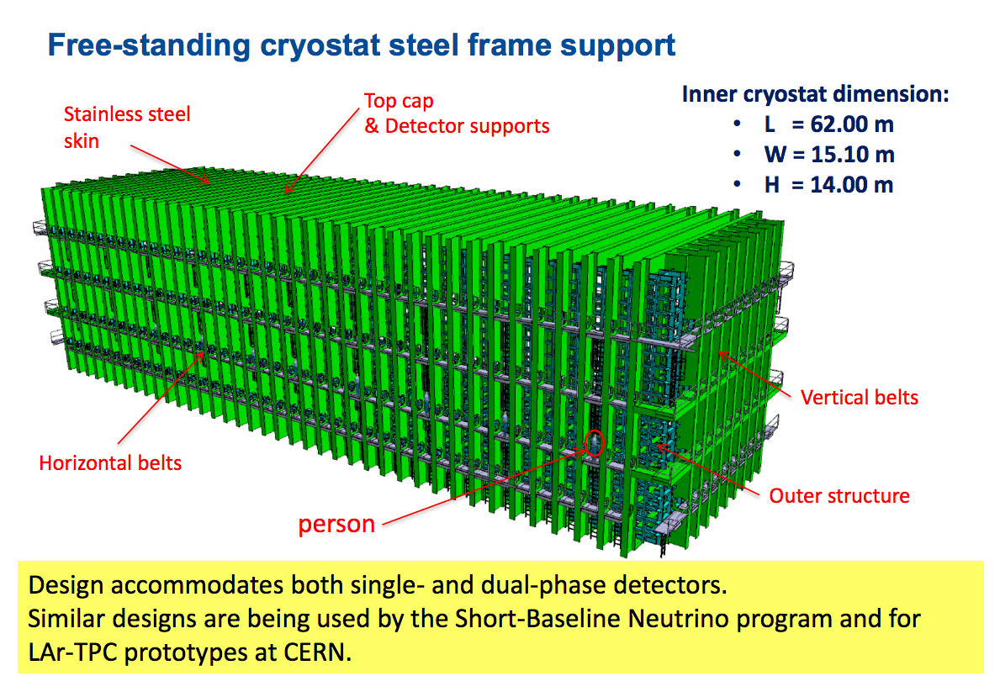 Free-standing cryostat steel frame support
Stainless steel
skin
Top cap
& Detector supports
Inner cryostat dimension:
• L = 62.00 m
• W = 15.10 m
• H = 14.00 m
Vertical belts
Horizontal belts
Outer structure
person
Design accommodates both single- and dual-phase detectors.
Similar designs are being used by the Short-Baseline Neutrino program and for
LAr-TPC prototypes at CERN.